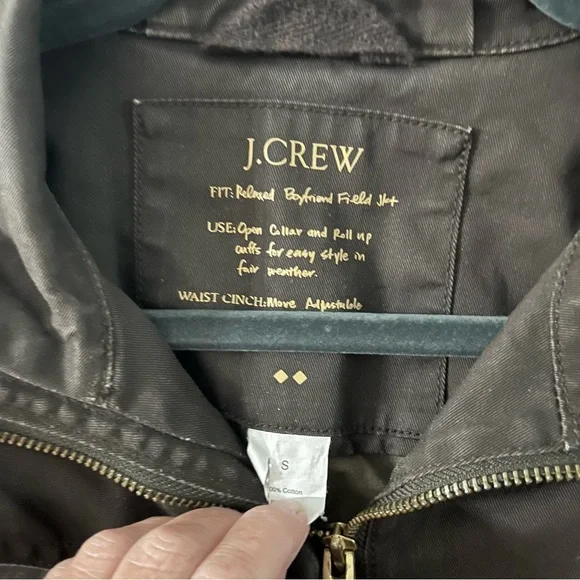 J.CREW
FIT: Relaxed Boyfriend Field Jkt
USE: Open Collar and Roll up
cuffs for easy style in
fair weather.
WAIST CINCH: Move Adjustable
S
100% Cotton